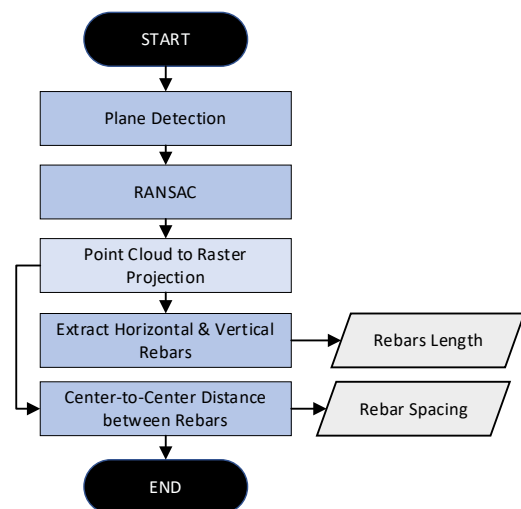 START
Plane Detection
RANSAC
Point Cloud to Raster
Projection
Extract Horizontal & Vertical
Rebars
Rebars Length
Center-to-Center Distance
between Rebars
Rebar Spacing
END